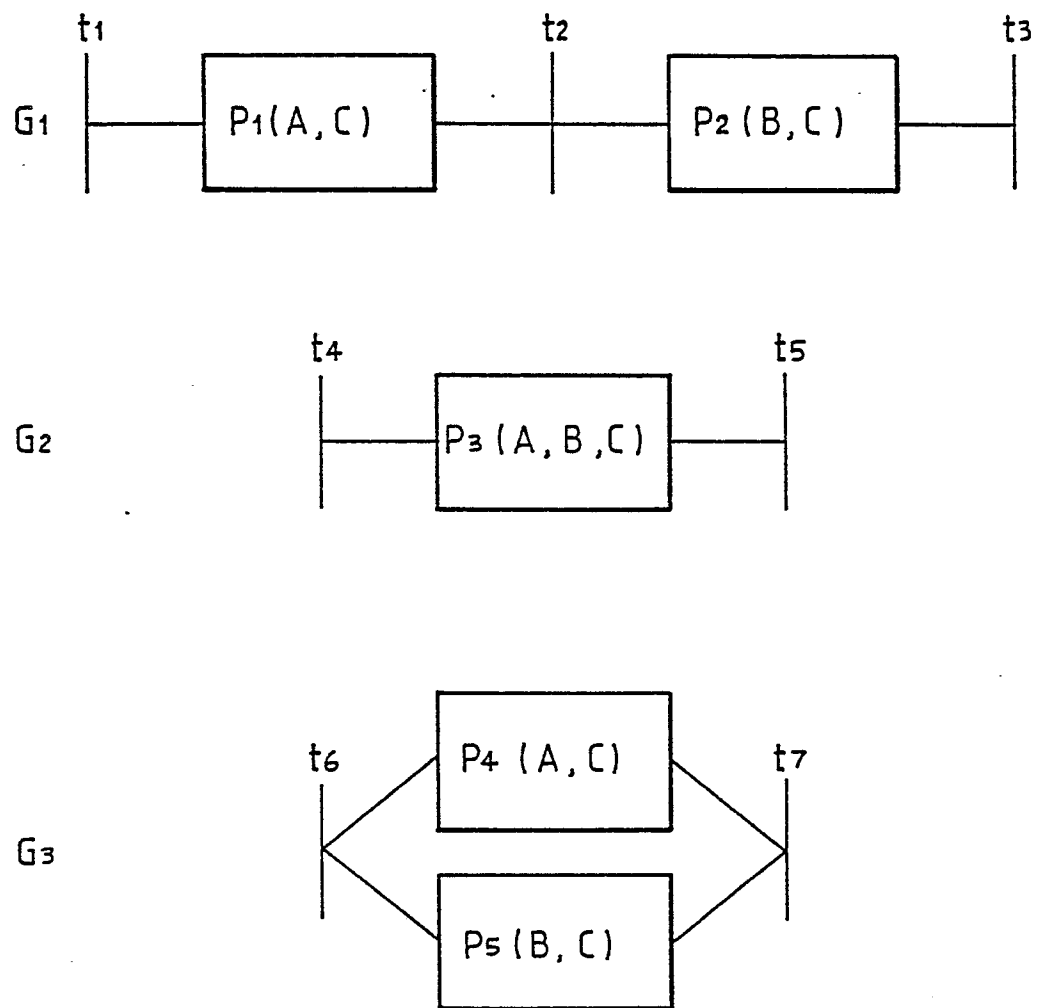 t1 t2 t3
G1 P1(A,C) P2(B,C)
t4 t5
G2 P3(A,B,C)
P4(A,C)
t6 t7
G3
P5(B,C)